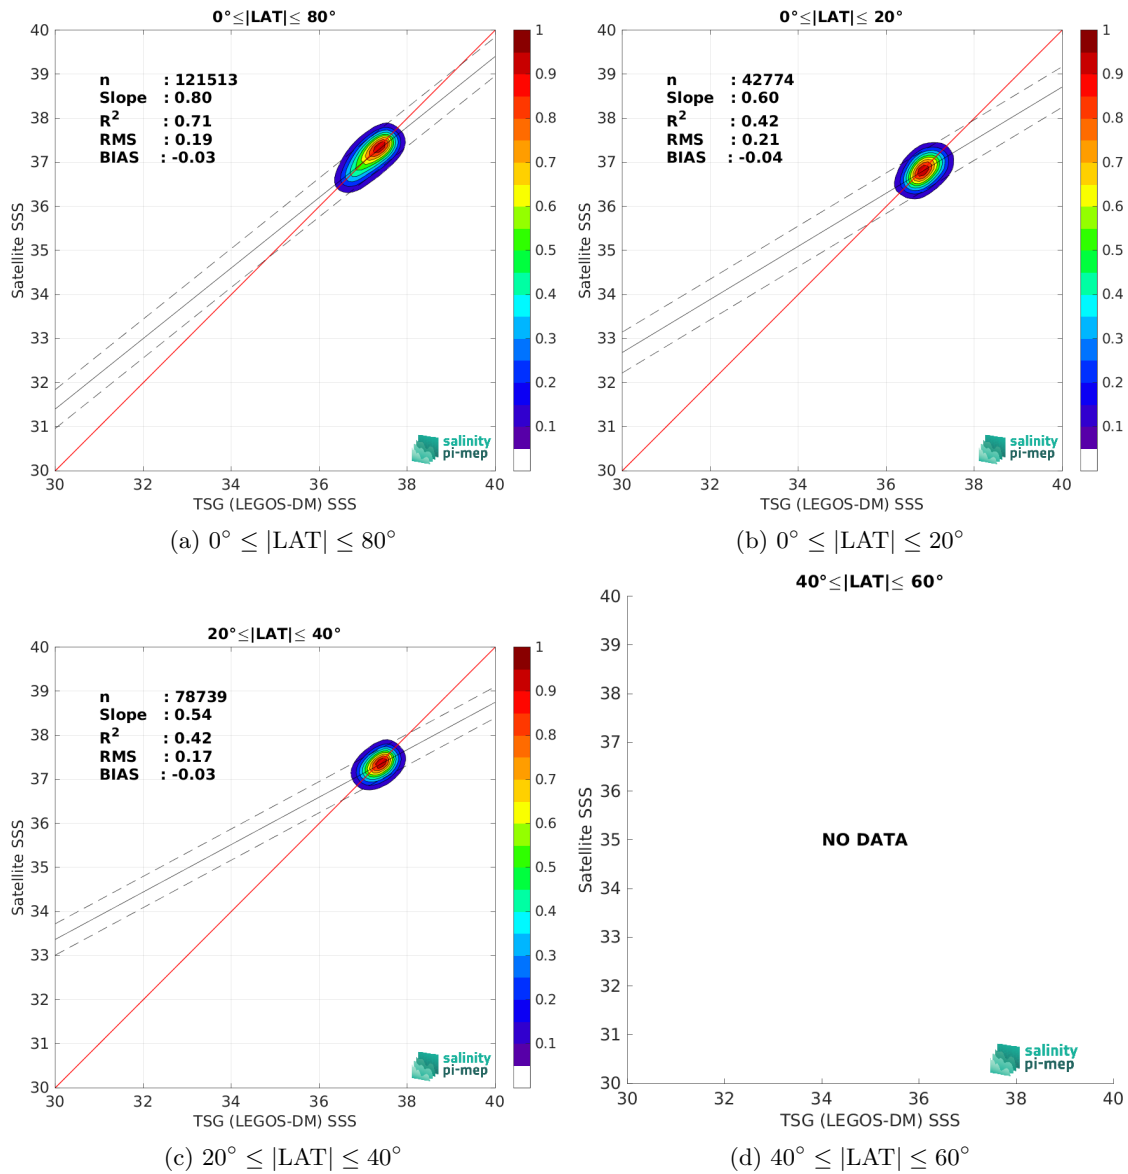 0°≤|LAT|≤ 80°
40
39
38
37
36
35
34
33
32
31
30
Satellite SSS
n : 121513
Slope : 0.80
R² : 0.71
RMS : 0.19
BIAS : -0.03
salinity
pi-mep
30 32 34 36 38 40
TSG (LEGOS-DM) SSS
1
0.9
0.8
0.7
0.6
0.5
0.4
0.3
0.2
0.1
(a) 0° ≤ |LAT| ≤ 80°
0°≤|LAT|≤ 20°
40
39
38
37
36
35
34
33
32
31
30
Satellite SSS
n : 42774
Slope : 0.60
R² : 0.42
RMS : 0.21
BIAS : -0.04
salinity
pi-mep
30 32 34 36 38 40
TSG (LEGOS-DM) SSS
1
0.9
0.8
0.7
0.6
0.5
0.4
0.3
0.2
0.1
(b) 0° ≤ |LAT| ≤ 20°
20°≤|LAT|≤ 40°
40
39
38
37
36
35
34
33
32
31
30
Satellite SSS
n : 78739
Slope : 0.54
R² : 0.42
RMS : 0.17
BIAS : -0.03
salinity
pi-mep
30 32 34 36 38 40
TSG (LEGOS-DM) SSS
1
0.9
0.8
0.7
0.6
0.5
0.4
0.3
0.2
0.1
(c) 20° ≤ |LAT| ≤ 40°
40°≤|LAT|≤ 60°
40
39
38
37
36
35
34
33
32
31
30
Satellite SSS
NO DATA
salinity
pi-mep
30 32 34 36 38 40
TSG (LEGOS-DM) SSS
(d) 40° ≤ |LAT| ≤ 60°